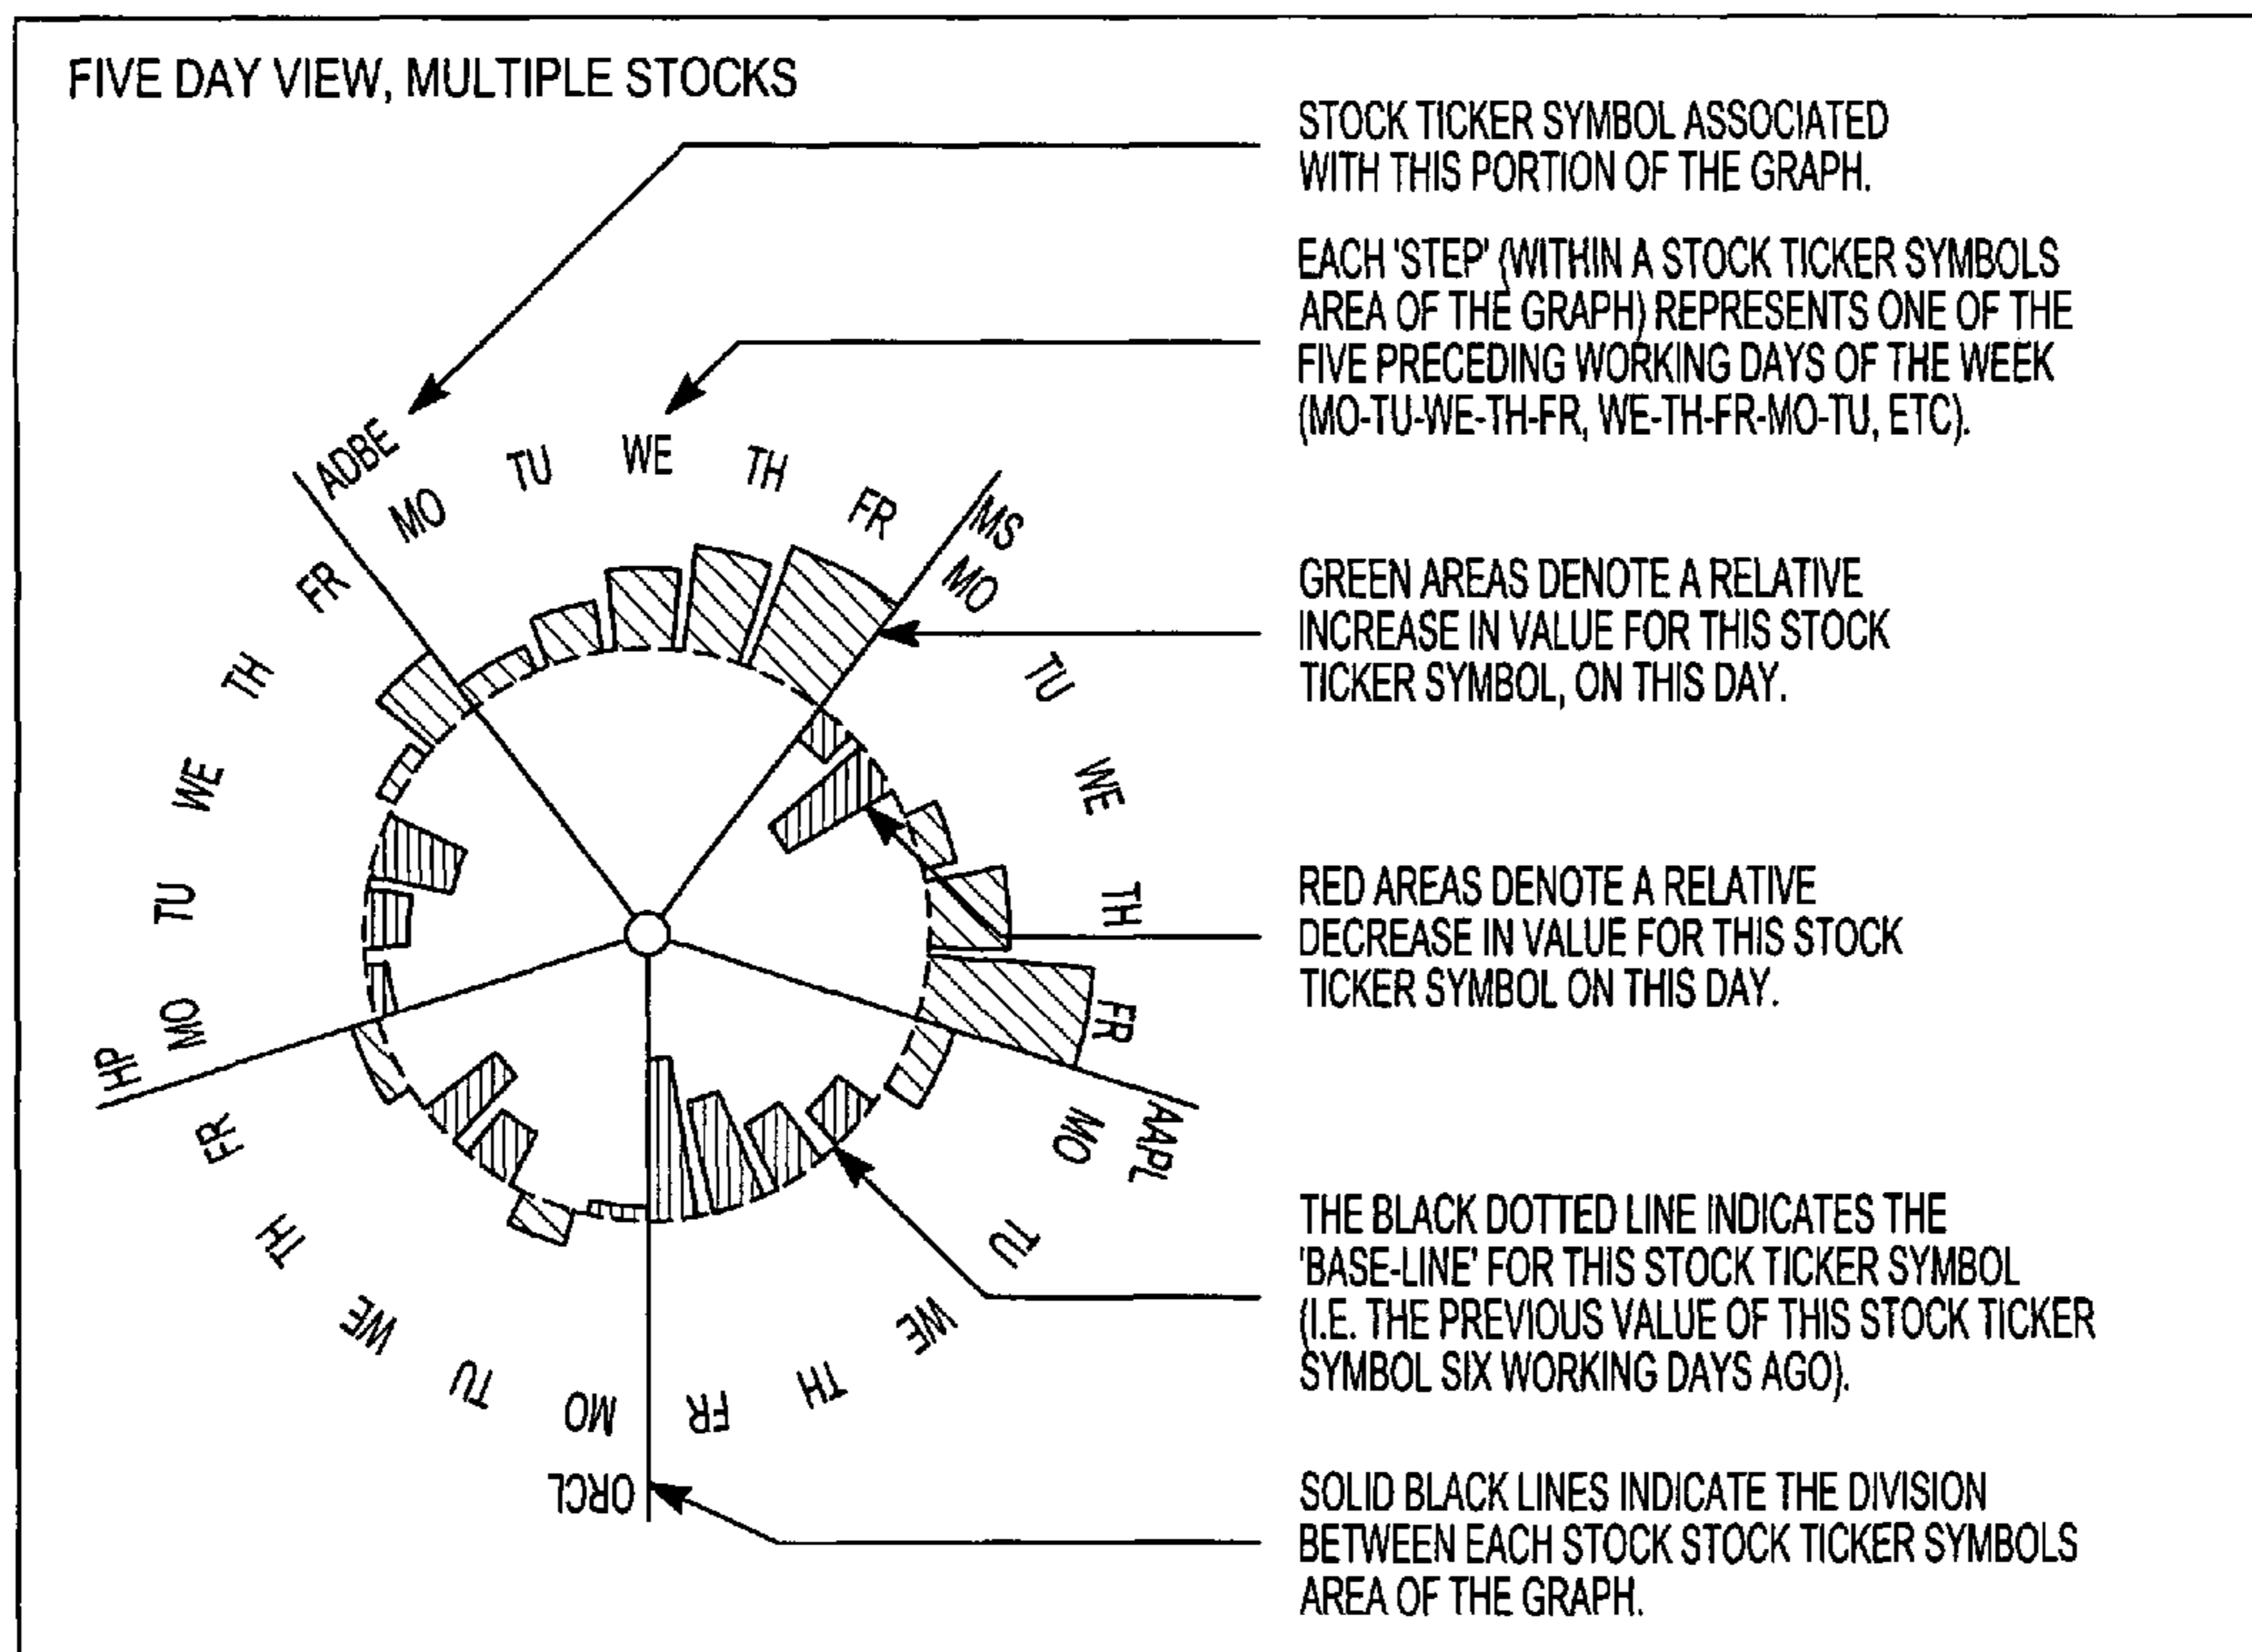 FIVE DAY VIEW, MULTIPLE STOCKS
STOCK TICKER SYMBOL ASSOCIATED
WITH THIS PORTION OF THE GRAPH.
EACH 'STEP' (WITHIN A STOCK TICKER SYMBOLS
AREA OF THE GRAPH) REPRESENTS ONE OF THE
FIVE PRECEDING WORKING DAYS OF THE WEEK
(MO-TU-WE-TH-FR, WE-TH-FR-MO-TU, ETC).
GREEN AREAS DENOTE A RELATIVE
INCREASE IN VALUE FOR THIS STOCK
TICKER SYMBOL, ON THIS DAY.
RED AREAS DENOTE A RELATIVE
DECREASE IN VALUE FOR THIS STOCK
TICKER SYMBOL ON THIS DAY.
THE BLACK DOTTED LINE INDICATES THE
'BASE-LINE' FOR THIS STOCK TICKER SYMBOL
(I.E. THE PREVIOUS VALUE OF THIS STOCK TICKER
SYMBOL SIX WORKING DAYS AGO).
SOLID BLACK LINES INDICATE THE DIVISION
BETWEEN EACH STOCK STOCK TICKER SYMBOLS
AREA OF THE GRAPH.
ADBE
MO
TU
WE
TH
FR
MS
MO
TU
WE
TH
FR
AAPL
MO
TU
WE
TH
FR
ORCL
MO
TU
WE
TH
FR
HP
MO
TU
WE
TH
FR